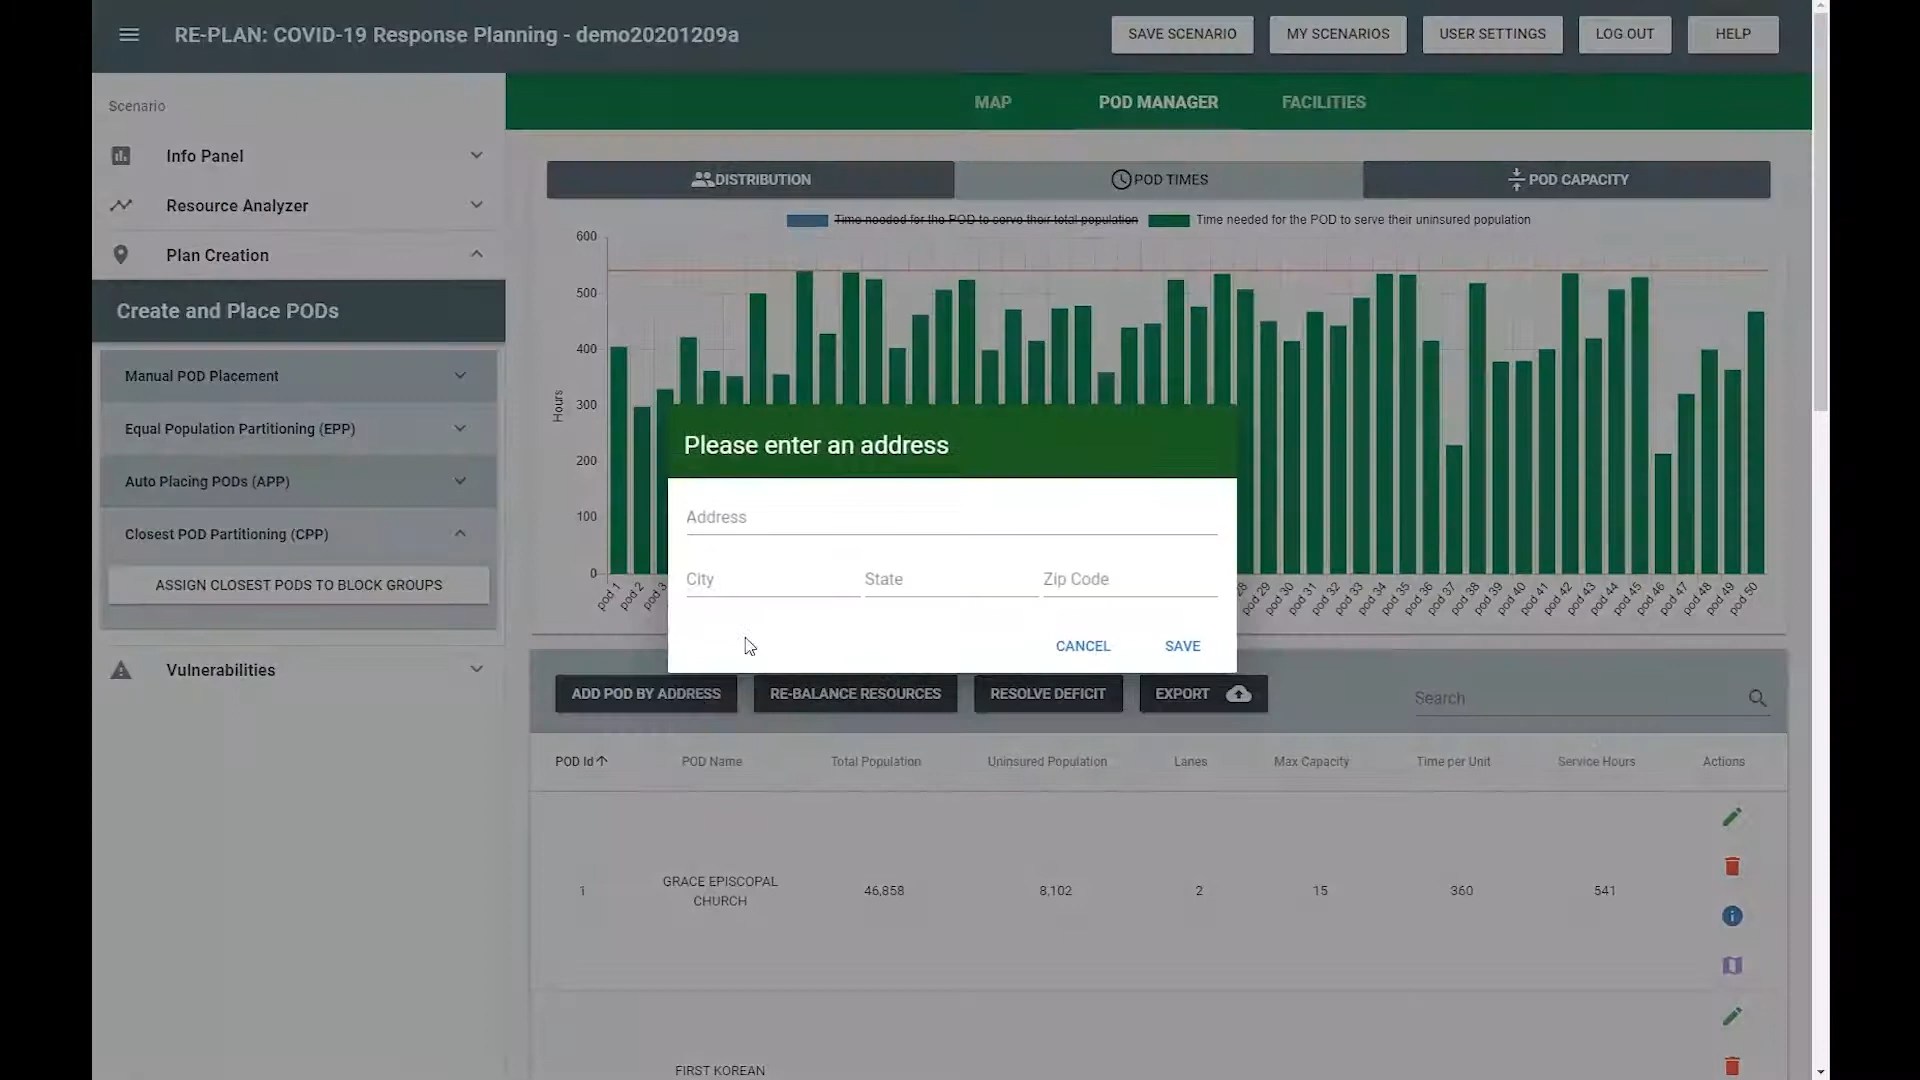 RE-PLAN: COVID-19 Response Planning - demo20201209a
SAVE SCENARIO
MY SCENARIOS
USER SETTINGS
LOG OUT
HELP
Scenario
Info Panel
Resource Analyzer
Plan Creation
Create and Place PODs
Manual POD Placement
Equal Population Partitioning (EPP)
Auto Placing PODs (APP)
Closest POD Partitioning (CPP)
ASSIGN CLOSEST PODS TO BLOCK GROUPS
Vulnerabilities
MAP
POD MANAGER
FACILITIES
DISTRIBUTION
POD TIMES
POD CAPACITY
Time needed for the POD to serve their total population
Time needed for the POD to serve their uninsured population
Hours
600
500
400
300
200
100
0
pod 1
pod 2
pod 3
28
pod 29
pod 30
pod 31
pod 32
pod 33
pod 34
pod 35
pod 36
pod 37
pod 38
pod 39
pod 40
pod 41
pod 42
pod 43
pod 44
pod 45
pod 46
pod 47
pod 48
pod 49
pod 50
Please enter an address
Address
City
State
Zip Code
CANCEL
SAVE
ADD POD BY ADDRESS
RE-BALANCE RESOURCES
RESOLVE DEFICIT
EXPORT
Search
POD Id
POD Name
Total Population
Uninsured Population
Lanes
Max Capacity
Time per Unit
Service Hours
Actions
1
GRACE EPISCOPAL
CHURCH
46,858
8,102
2
15
360
541
FIRST KOREAN